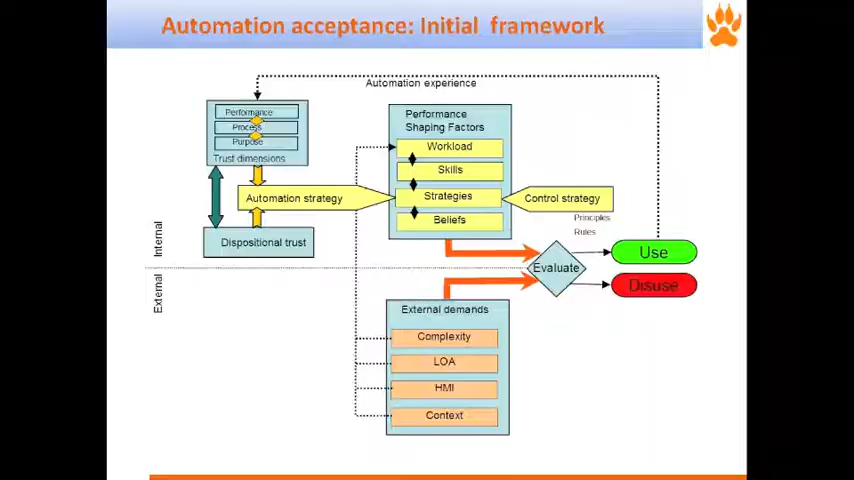 Automation acceptance: Initial framework
Automation experience
Performance
Process
Purpose
Trust dimensions
Performance
Shaping Factors
Workload
Skills
Strategies
Beliefs
Automation strategy
Control strategy
Principles
Rules
Dispositional trust
Internal
External
Evaluate
Use
Disuse
External demands
Complexity
LOA
HMI
Context